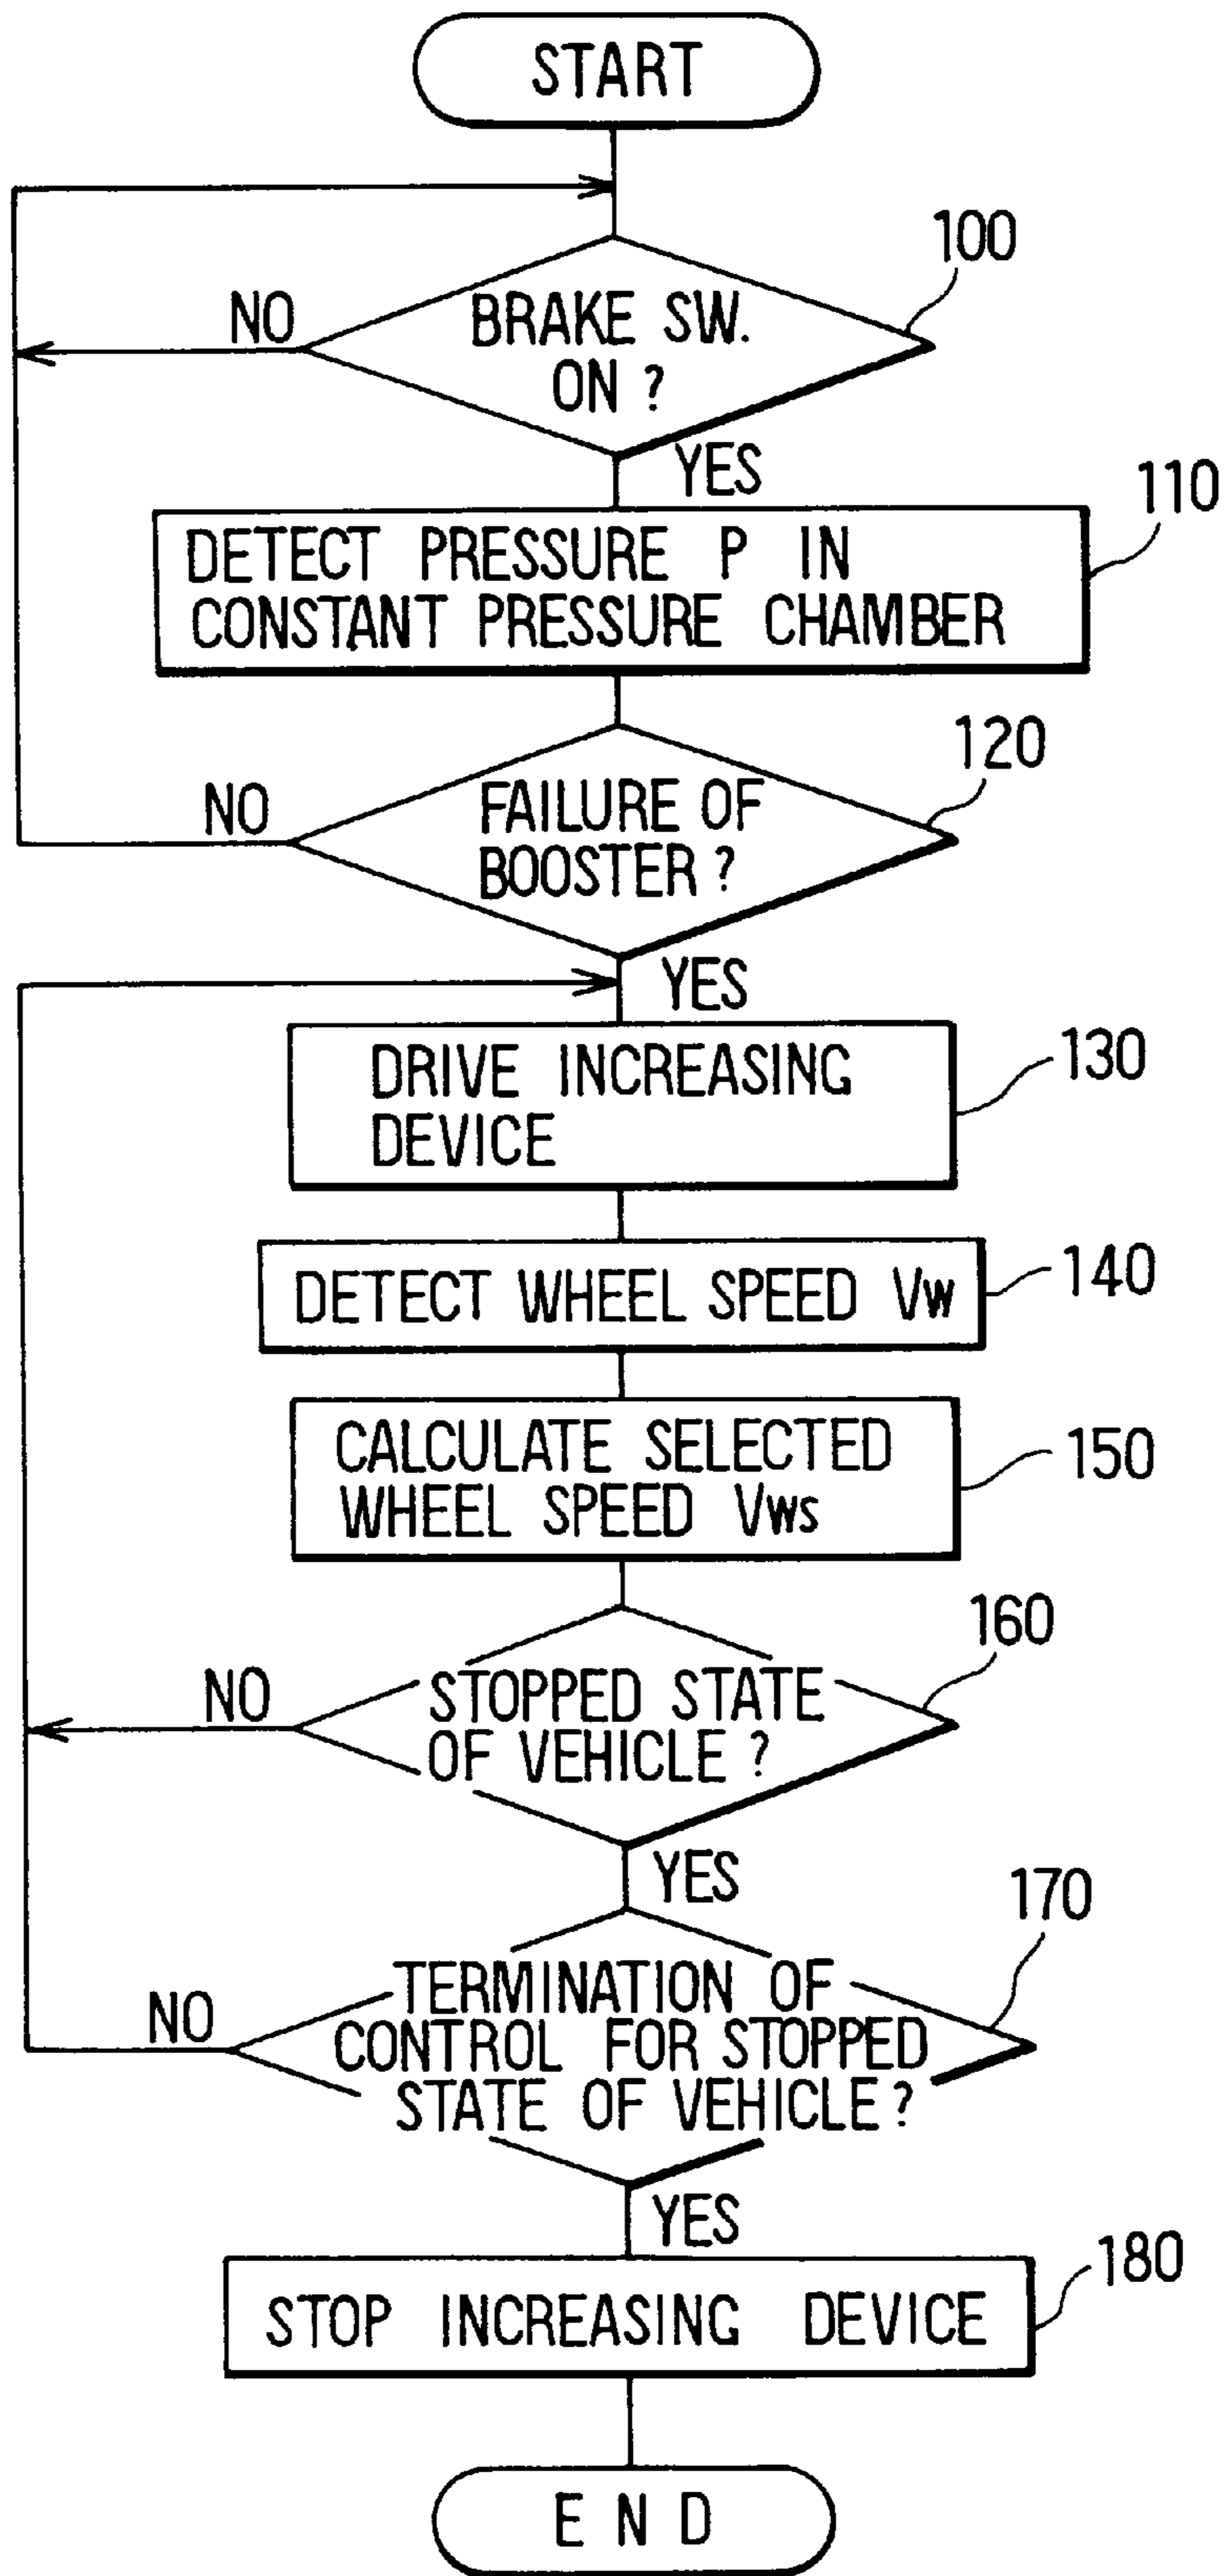 START
100
NO
BRAKE SW.
ON ?
YES
110
DETECT PRESSURE P IN
CONSTANT PRESSURE CHAMBER
120
NO
FAILURE OF
BOOSTER ?
YES
130
DRIVE INCREASING
DEVICE
140
DETECT WHEEL SPEED VW
150
CALCULATE SELECTED
WHEEL SPEED VWS
160
NO
STOPPED STATE
OF VEHICLE ?
YES
170
NO
TERMINATION OF
CONTROL FOR STOPPED
STATE OF VEHICLE ?
YES
180
STOP INCREASING DEVICE
END